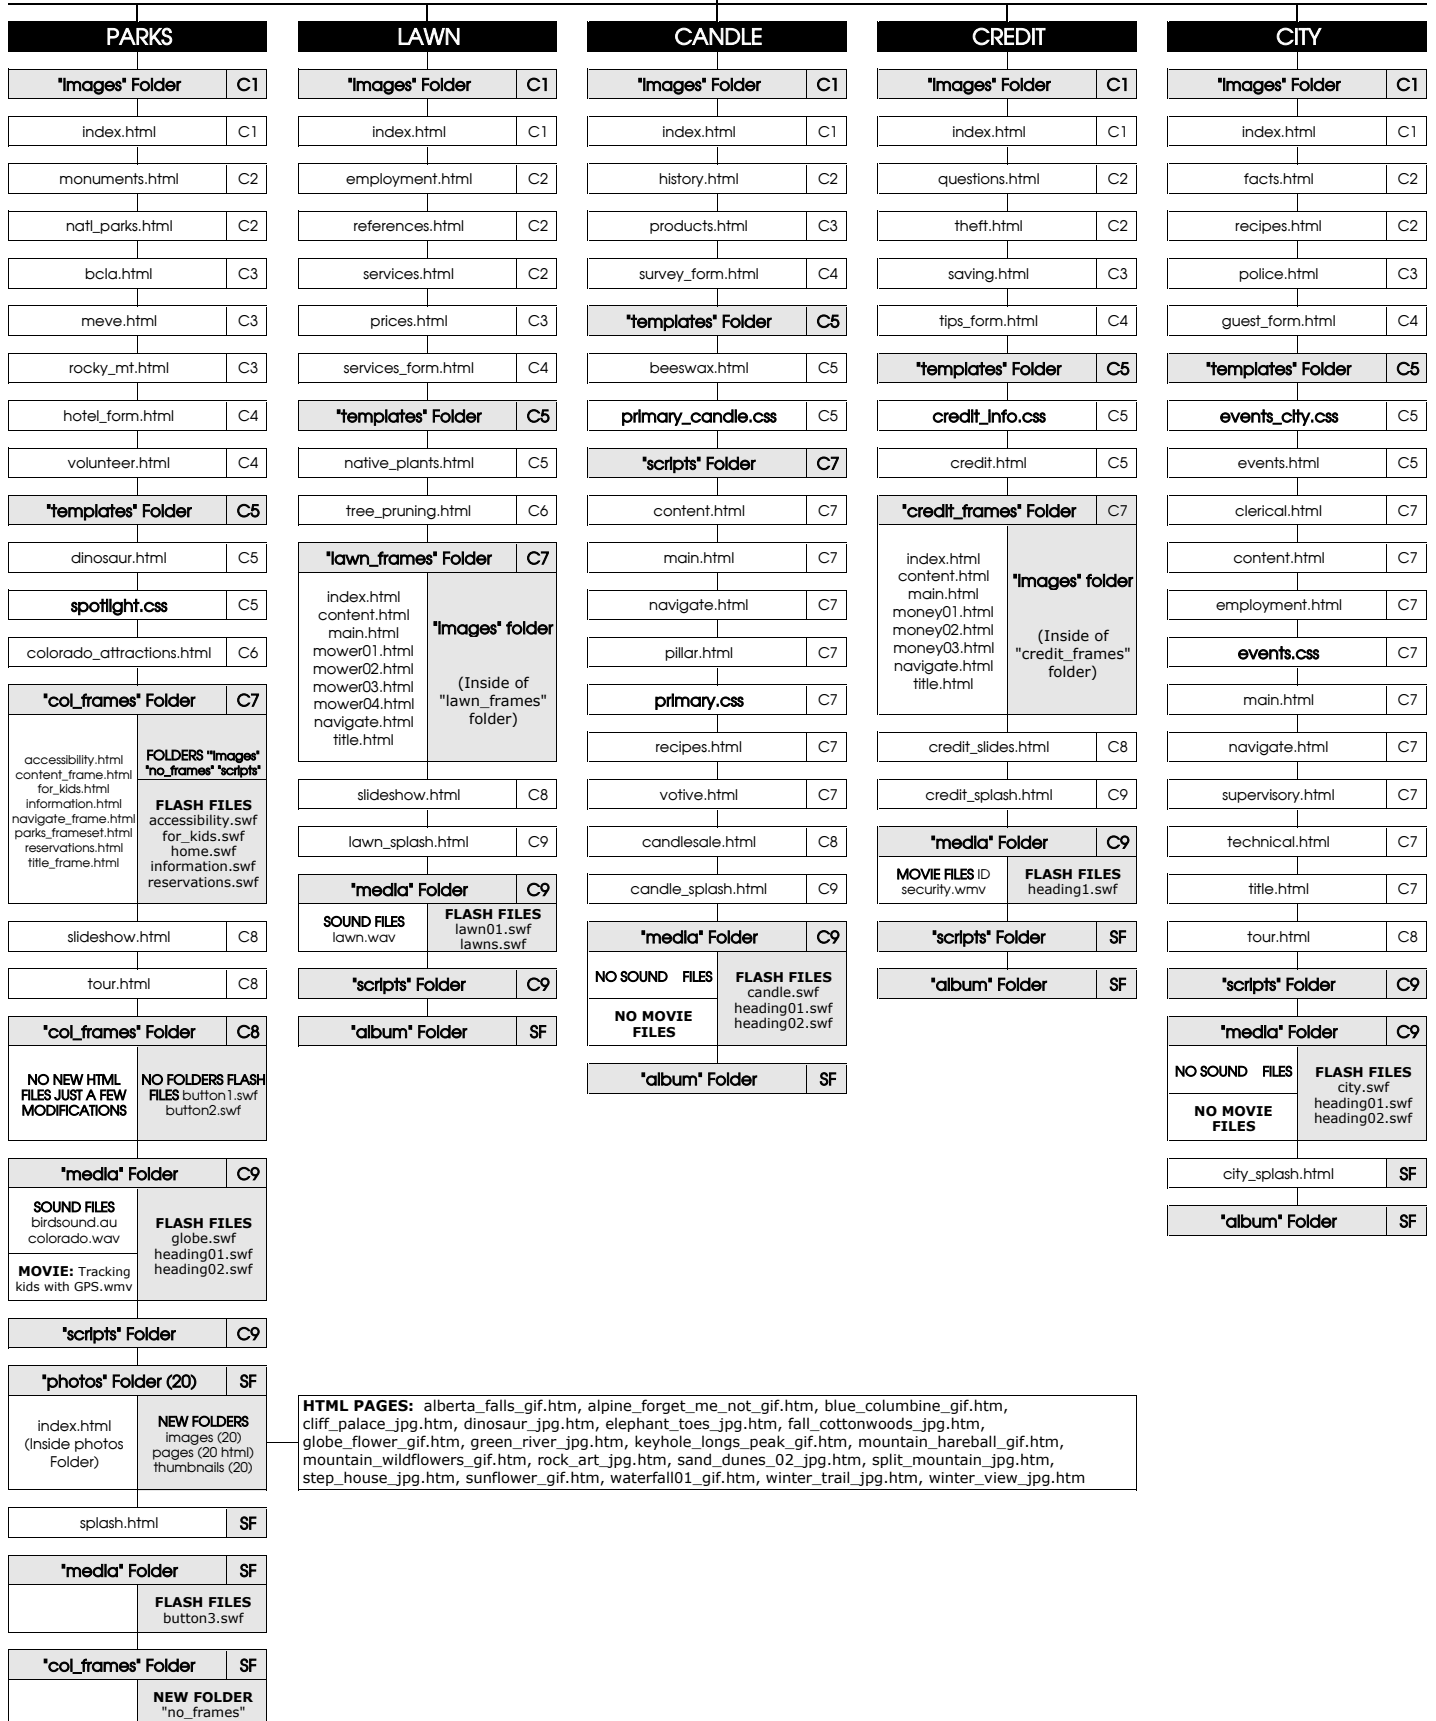 PARKS
"images" Folder C1
index.html C1
monuments.html C2
natl_parks.html C2
bcla.html C3
meve.html C3
rocky_mt.html C3
hotel_form.html C4
volunteer.html C4
"templates" Folder C5
dinosaur.html C5
spotlight.css C5
colorado_attractions.html C6
"col_frames" Folder C7
accessibility.html
content_frame.html
for_kids.html
information.html
navigate_frame.html
parks_frameset.html
reservations.html
title_frame.html
FOLDERS ""images"
"no_frames" "scripts"
FLASH FILES
accessibility.swf
for_kids.swf
home.swf
information.swf
reservations.swf
slideshow.html C8
tour.html C8
"col_frames" Folder C8
NO NEW HTML
FILES JUST A FEW
MODIFICATIONS
NO FOLDERS FLASH
FILES button1.swf
button2.swf
"media" Folder C9
SOUND FILES
birdsound.au
colorado.wav
MOVIE: Tracking
kids with GPS.wmv
FLASH FILES
globe.swf
heading01.swf
heading02.swf
"scripts" Folder C9
"photos" Folder (20) SF
index.html
(Inside photos
Folder)
NEW FOLDERS
images (20)
pages (20 html)
thumbnails (20)
HTML PAGES: alberta_falls_gif.htm, alpine_forget_me_not_gif.htm, blue_columbine_gif.htm,
cliff_palace_jpg.htm, dinosaur_jpg.htm, elephant_toes_jpg.htm, fall_cottonwoods_jpg.htm,
globe_flower_gif.htm, green_river_jpg.htm, keyhole_longs_peak_gif.htm, mountain_hareball_gif.htm,
mountain_wildflowers_gif.htm, rock_art_jpg.htm, sand_dunes_02_jpg.htm, split_mountain_jpg.htm,
step_house_jpg.htm, sunflower_gif.htm, waterfall01_gif.htm, winter_trail_jpg.htm, winter_view_jpg.htm
splash.html SF
"media" Folder SF
FLASH FILES
button3.swf
"col_frames" Folder SF
NEW FOLDER
"no_frames"
LAWN
"images" Folder C1
index.html C1
employment.html C2
references.html C2
services.html C2
prices.html C3
services_form.html C4
"templates" Folder C5
native_plants.html C5
tree_pruning.html C6
"lawn_frames" Folder C7
index.html
content.html
main.html
mower01.html
mower02.html
mower03.html
mower04.html
navigate.html
title.html
"images" folder
(Inside of
"lawn_frames"
folder)
slideshow.html C8
lawn_splash.html C9
"media" Folder C9
SOUND FILES
lawn.wav
FLASH FILES
lawn01.swf
lawns.swf
"scripts" Folder C9
"album" Folder SF
CANDLE
"images" Folder C1
index.html C1
history.html C2
products.html C3
survey_form.html C4
"templates" Folder C5
beeswax.html C5
primary_candle.css C5
"scripts" Folder C7
content.html C7
main.html C7
navigate.html C7
pillar.html C7
primary.css C7
recipes.html C7
votive.html C7
candlesale.html C8
candle_splash.html C9
"media" Folder C9
NO SOUND FILES
NO MOVIE
FILES
FLASH FILES
candle.swf
heading01.swf
heading02.swf
"album" Folder SF
CREDIT
"images" Folder C1
index.html C1
questions.html C2
theft.html C2
saving.html C3
tips_form.html C4
"templates" Folder C5
credit_info.css C5
credit.html C5
"credit_frames" Folder C7
index.html
content.html
main.html
money01.html
money02.html
money03.html
navigate.html
title.html
"images" folder
(Inside of
"credit_frames"
folder)
credit_slides.html C8
credit_splash.html C9
"media" Folder C9
MOVIE FILES ID
security.wmv
FLASH FILES
heading1.swf
"scripts" Folder SF
"album" Folder SF
CITY
"images" Folder C1
index.html C1
facts.html C2
recipes.html C2
police.html C3
guest_form.html C4
"templates" Folder C5
events_city.css C5
events.html C5
clerical.html C7
content.html C7
employment.html C7
events.css C7
main.html C7
navigate.html C7
supervisory.html C7
technical.html C7
title.html C7
tour.html C8
"scripts" Folder C9
"media" Folder C9
NO SOUND FILES
NO MOVIE
FILES
FLASH FILES
city.swf
heading01.swf
heading02.swf
city_splash.html SF
"album" Folder SF